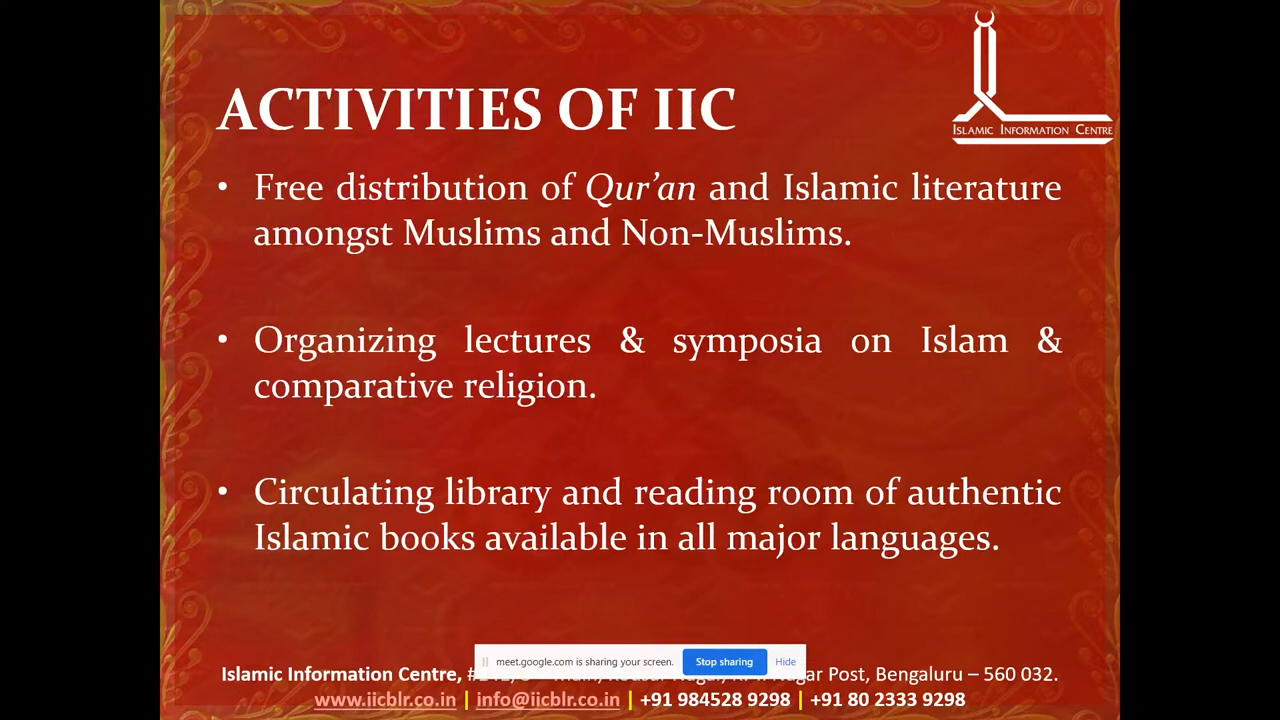 ACTIVITIES OF IIC
ISLAMIC INFORMATION CENTRE
• Free distribution of Qur’an and Islamic literature
amongst Muslims and Non-Muslims.
• Organizing lectures & symposia on Islam &
comparative religion.
• Circulating library and reading room of authentic
Islamic books available in all major languages.
meet.google.com is sharing your screen. Stop sharing Hide
Islamic Information Centre, Nagar Post, Bengaluru – 560 032.
www.iicblr.co.in | info@iicblr.co.in | +91 984528 9298 | +91 80 2333 9298